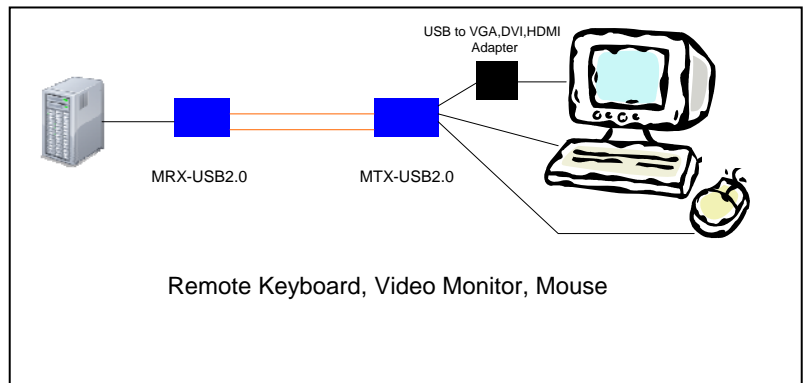 USB to VGA,DVI,HDMI
Adapter
MRX-USB2.0
MTX-USB2.0
Remote Keyboard, Video Monitor, Mouse